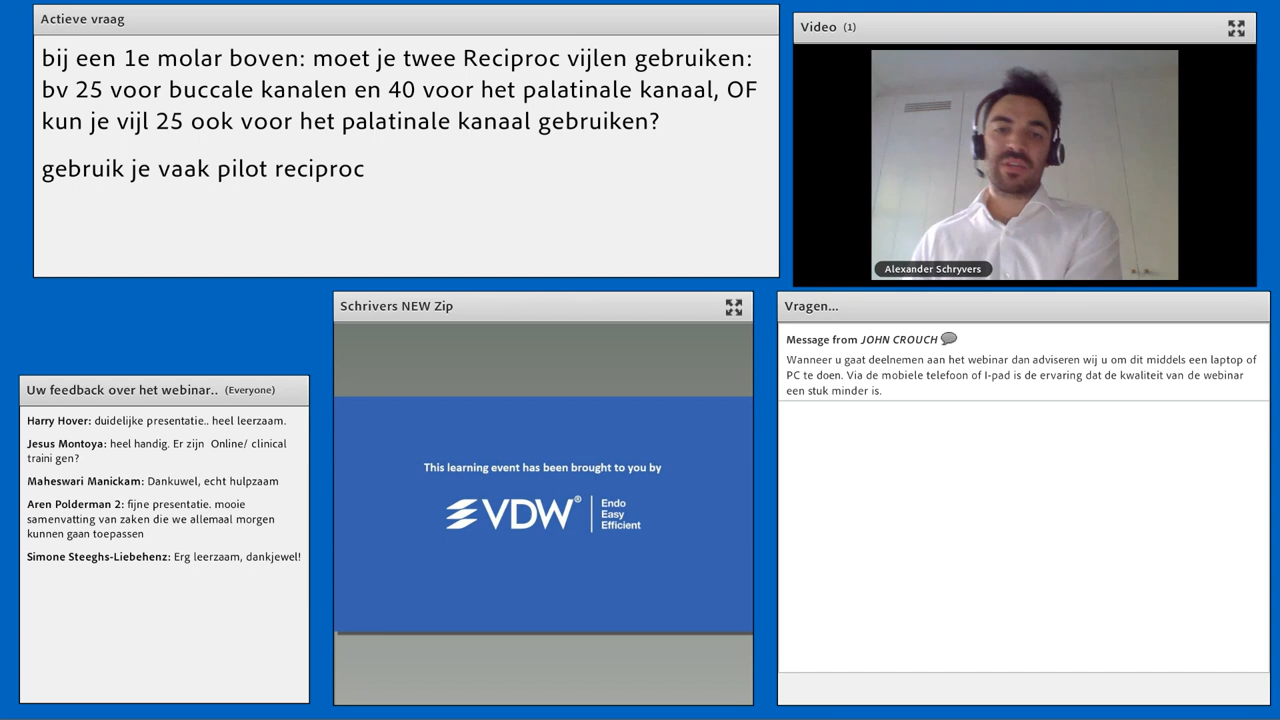 Actieve vraag
bij een 1e molar boven: moet je twee Reciproc vijlen gebruiken:
bv 25 voor buccale kanalen en 40 voor het palatinale kanaal, OF
kun je vijl 25 ook voor het palatinale kanaal gebruiken?
gebruik je vaak pilot reciproc
Video (1)
Alexander Schryvers
Uw feedback over het webinar.. (Everyone)
Harry Hover: duidelijke presentatie.. heel leerzaam.
Jesus Montoya: heel handig. Er zijn Online/ clinical
traini gen?
Maheswari Manickam: Dankuwel, echt hulpzaam
Aren Polderman 2: fijne presentatie. mooie
samenvatting van zaken die we allemaal morgen
kunnen gaan toepassen
Simone Steeghs-Liebehenz: Erg leerzaam, dankjewel!
Schrivers NEW Zip
This learning event has been brought to you by
VDW®
Endo
Easy
Efficient
Vragen...
Message from JOHN CROUCH
Wanneer u gaat deelnemen aan het webinar dan adviseren wij u om dit middels een laptop of
PC te doen. Via de mobiele telefoon of I-pad is de ervaring dat de kwaliteit van de webinar
een stuk minder is.